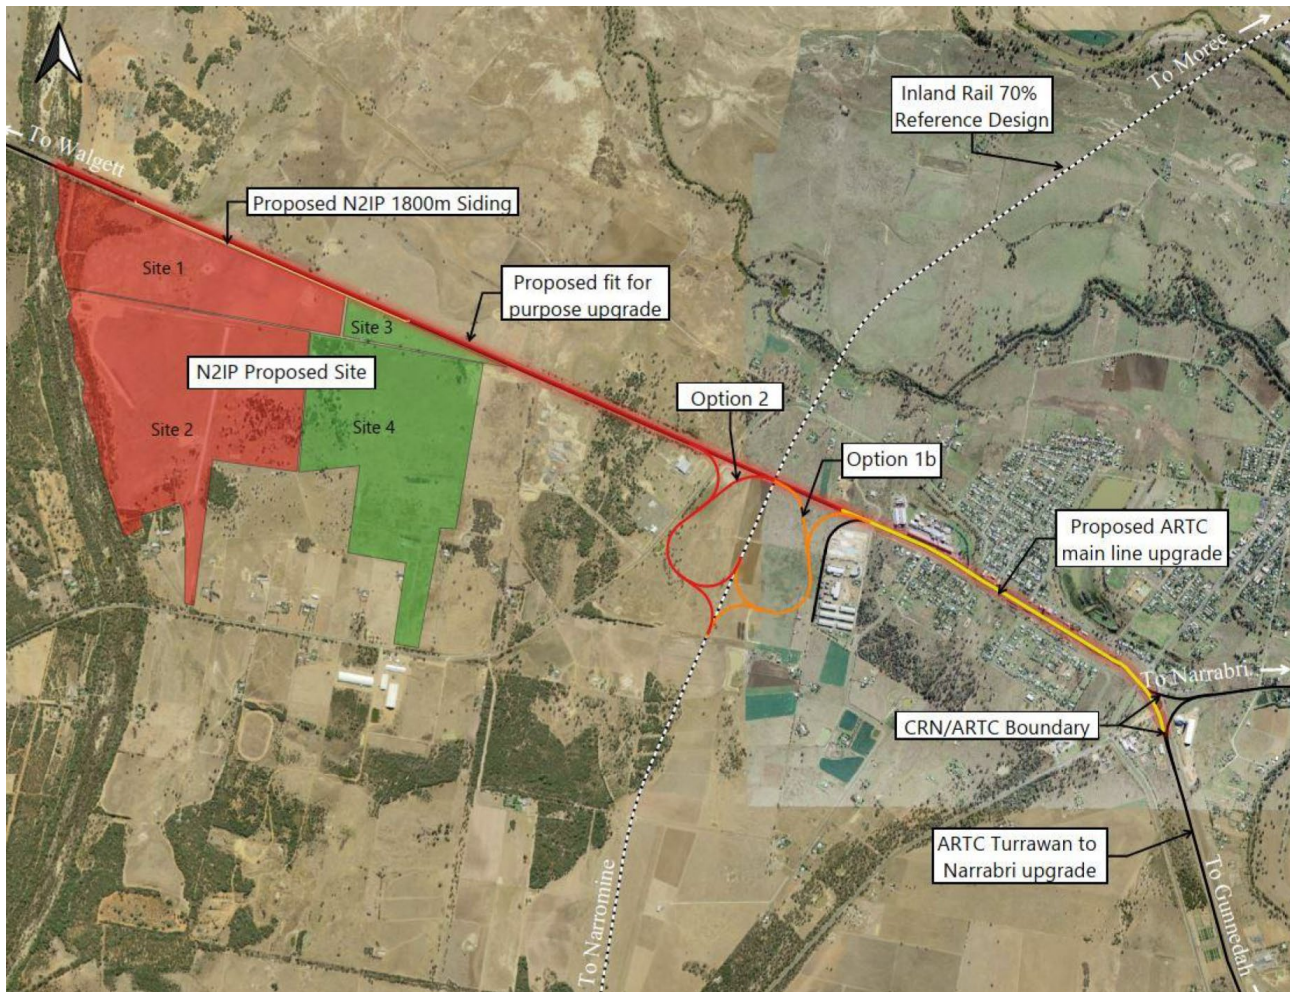 To Moree
Inland Rail 70%
Reference Design
To Walgett
Proposed N2IP 1800m Siding
Site 1
Proposed fit for
purpose upgrade
Site 3
N2IP Proposed Site
Option 2
Site 2
Site 4
Option 1b
Proposed ARTC
main line upgrade
To Narrabri
CRN/ARTC Boundary
ARTC Turrawan to
Narrabri upgrade
To Narromine
To Gunnedah